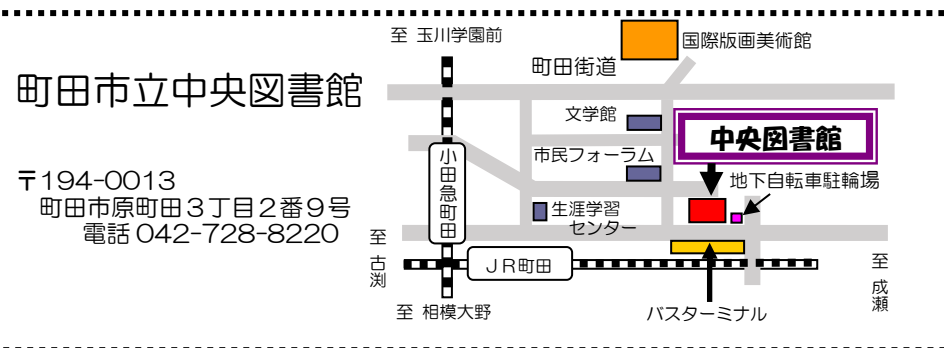 町田市立中央図書館
〒194-0013
町田市原町田３丁目２番９号
電話 042-728-8220
至 玉川学園前
国際版画美術館
町田街道
文学館
中央図書館
市民フォーラム
地下自転車駐輪場
小田急町田
生涯学習
センター
至 古渕
ＪＲ町田
至 成瀬
至 相模大野
バスターミナル